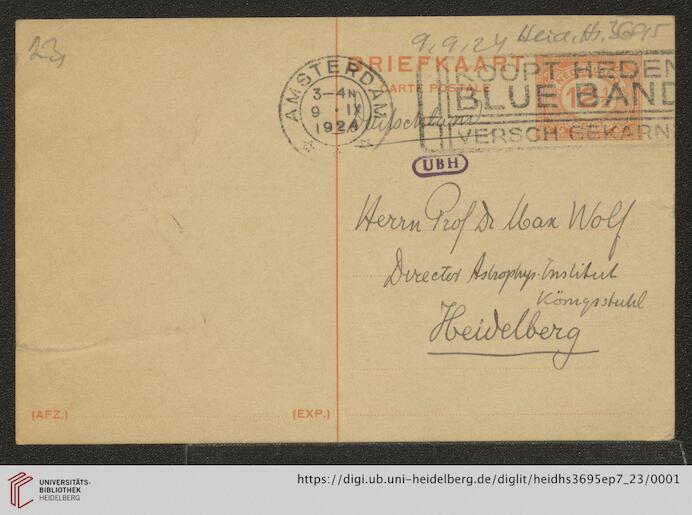 23,
9,9,24 Heid. Hs. 3695
BRIEFKAART
CARTE POSTALE
AMSTERDAM
3-4N
9 · IX
1924
KOOPT HEDEN
BLUE BAND
VERSCH GEKARN
Deutschland
UBH
Herrn Prof Dr Max Wolf
Director Astrophys. Institut
Königsstuhl
Heidelberg
(AFZ.)
(EXP.)
UNIVERSITÄTS-
BIBLIOTHEK
HEIDELBERG
https://digi.ub.uni-heidelberg.de/diglit/heidhs3695ep7_23/0001